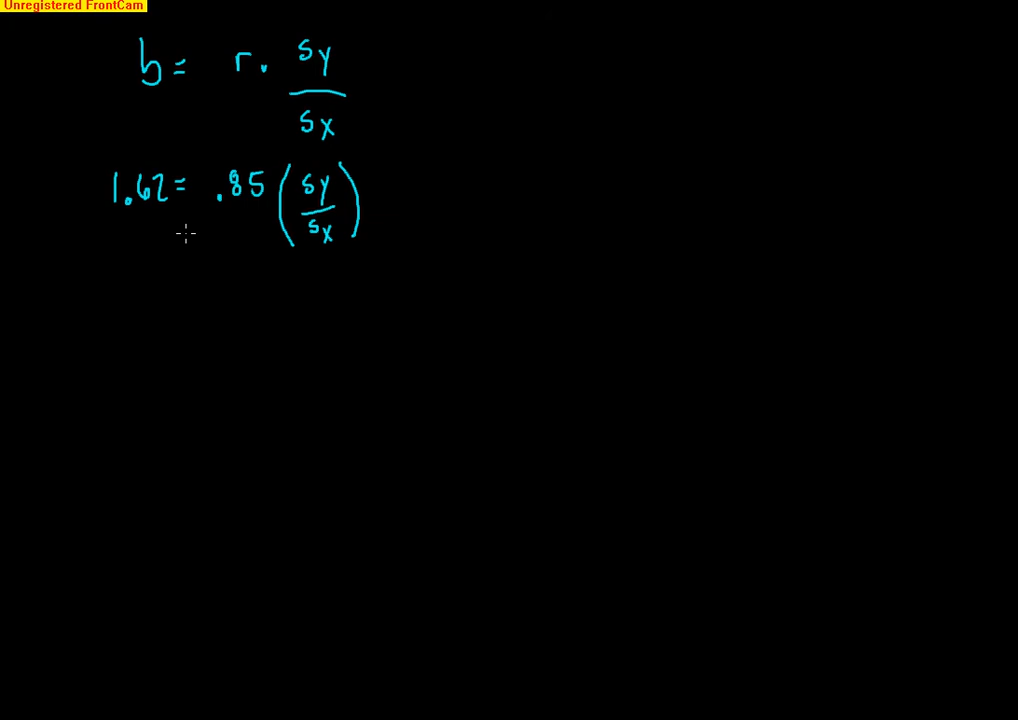 Unregistered FrontCam
b = r · sy/sx
1.62 = .85 (sy/sx)